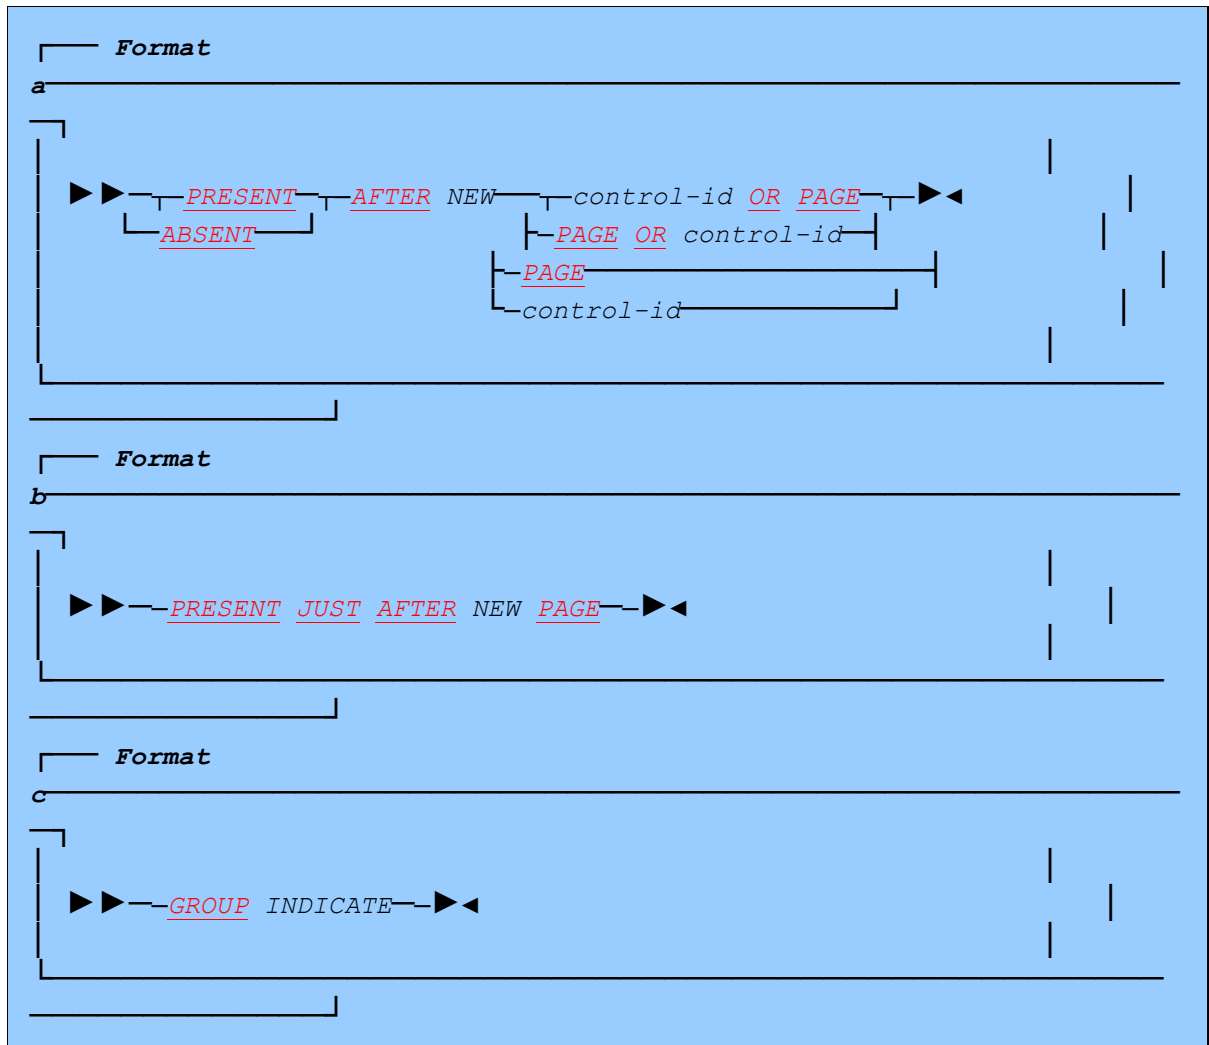 Format
a
PRESENT AFTER NEW control-id OR PAGE
ABSENT PAGE OR control-id
PAGE
control-id
Format
b
PRESENT JUST AFTER NEW PAGE
Format
c
GROUP INDICATE